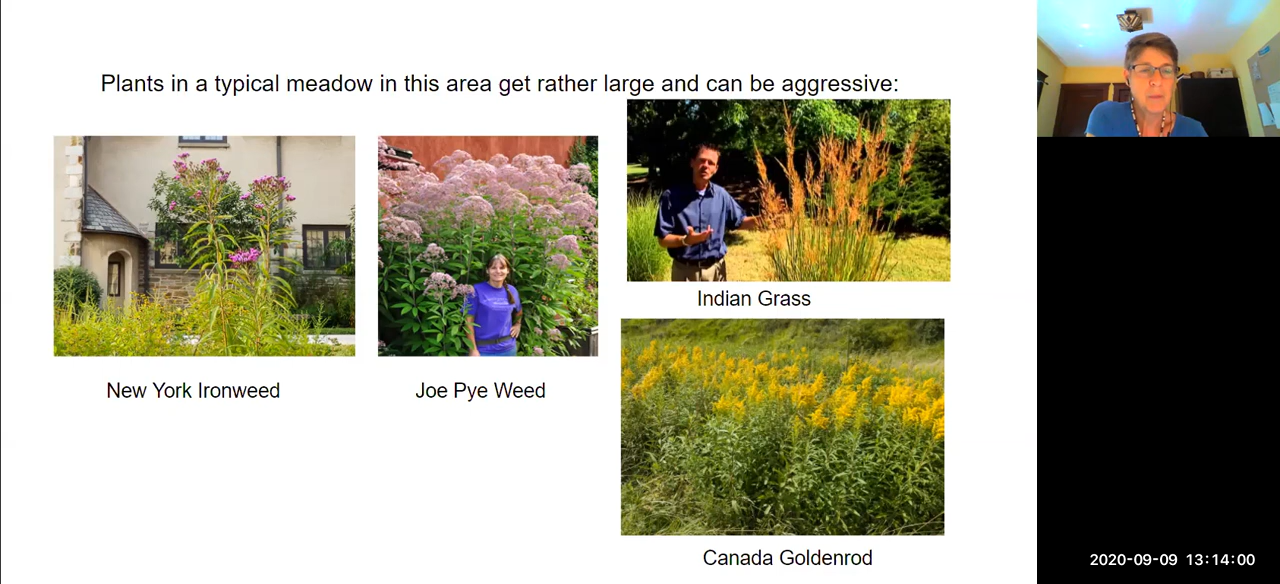 Plants in a typical meadow in this area get rather large and can be aggressive:
Indian Grass
New York Ironweed
Joe Pye Weed
Canada Goldenrod
2020-09-09 13:14:00